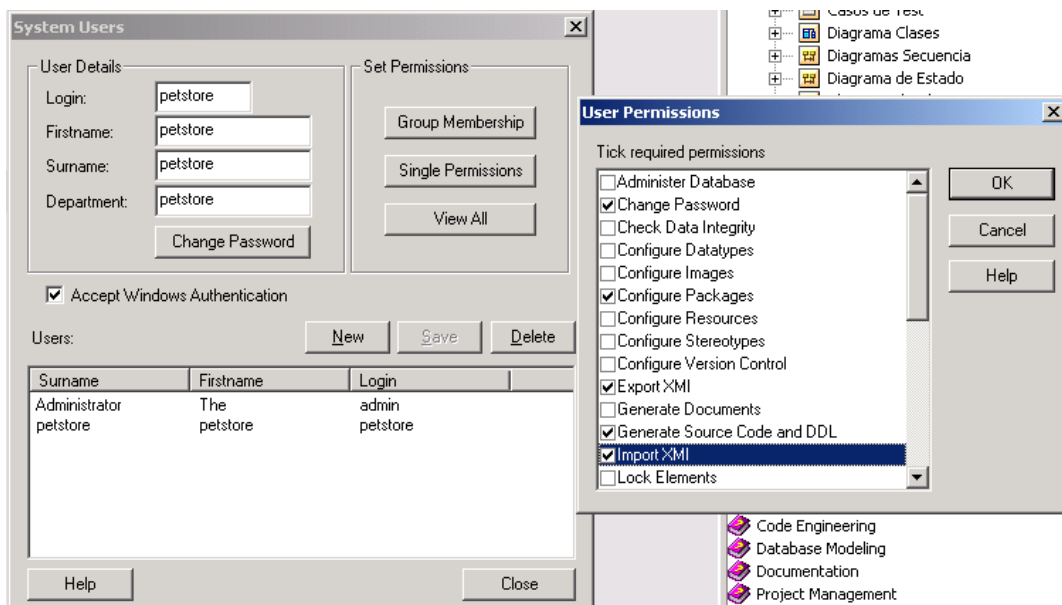 System Users
User Details
Login: petstore
Firstname: petstore
Surname: petstore
Department: petstore
Change Password
Set Permissions
Group Membership
Single Permissions
View All
Accept Windows Authentication
Users: New Save Delete
Surname Firstname Login
Administrator The admin
petstore petstore petstore
Help Close
Casos de Test
Diagrama Clases
Diagramas Secuencia
Diagrama de Estado
User Permissions
Tick required permissions
Administer Database
Change Password
Check Data Integrity
Configure Datatypes
Configure Images
Configure Packages
Configure Resources
Configure Stereotypes
Configure Version Control
Export XMI
Generate Documents
Generate Source Code and DDL
Import XMI
Lock Elements
OK
Cancel
Help
Code Engineering
Database Modeling
Documentation
Project Management